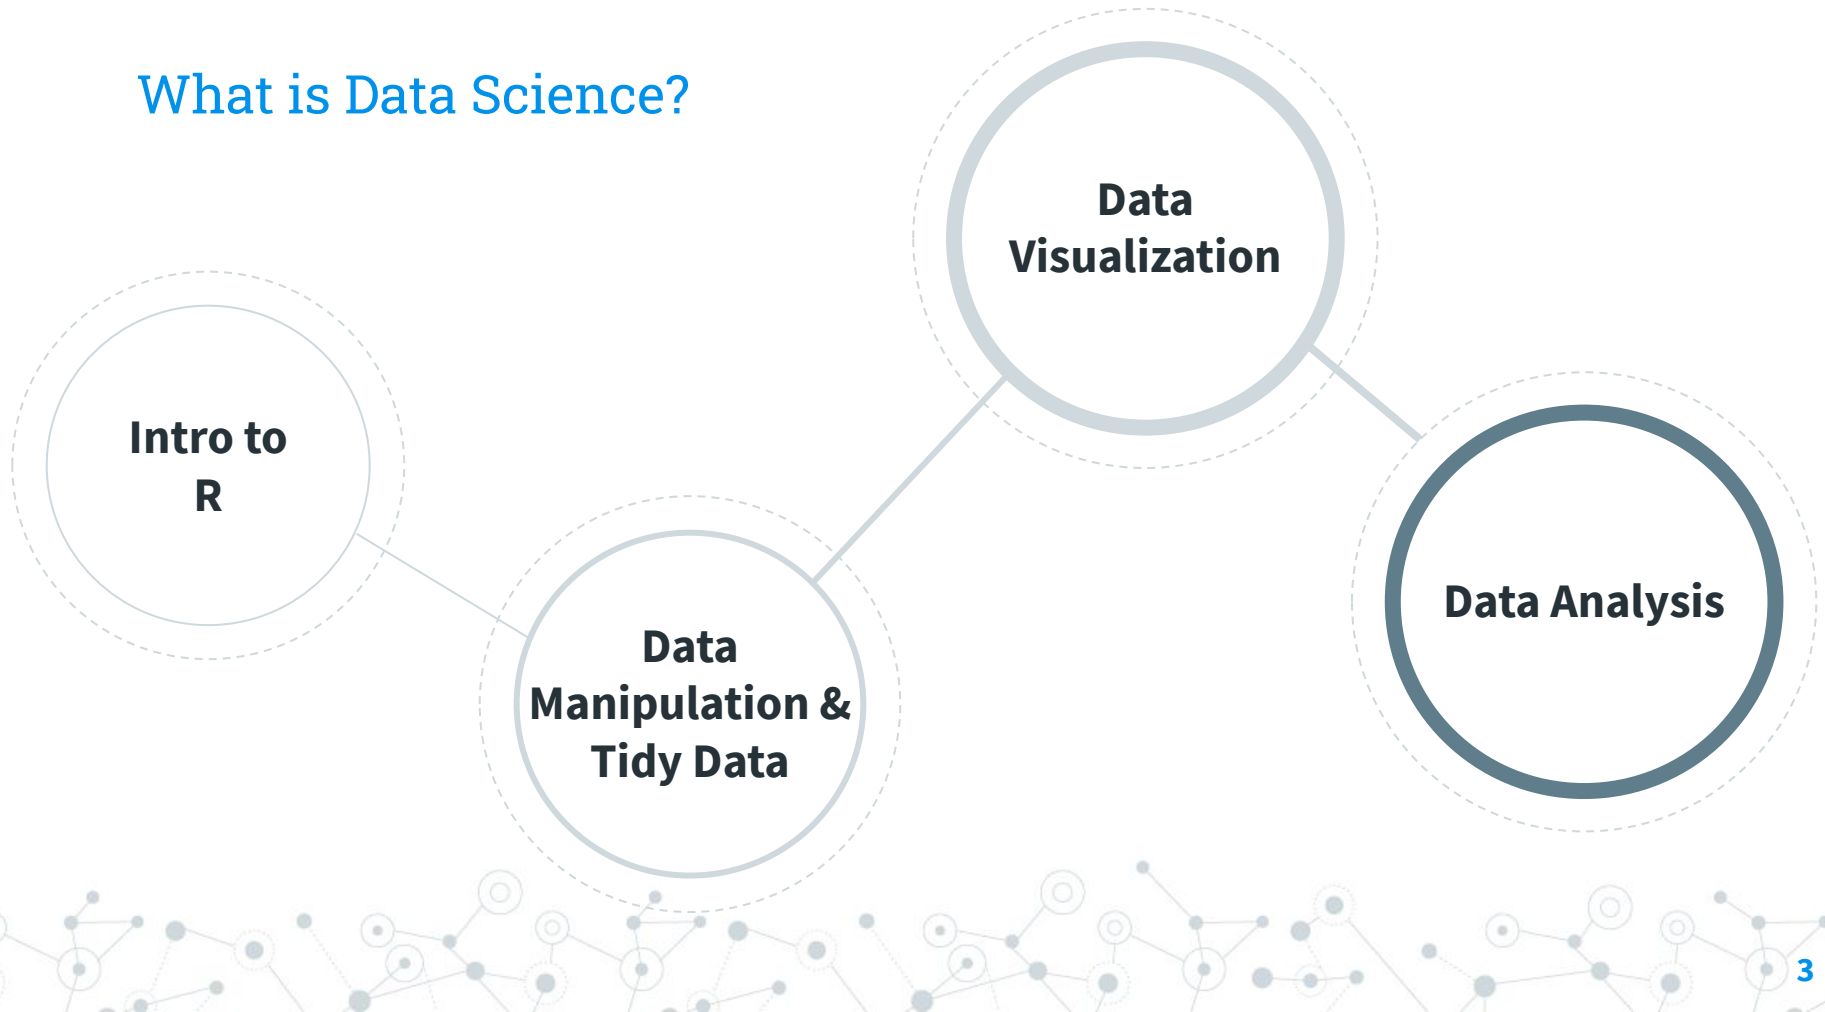 What is Data Science?
Data
Visualization
Intro to
R
Data
Manipulation &
Tidy Data
Data Analysis
3